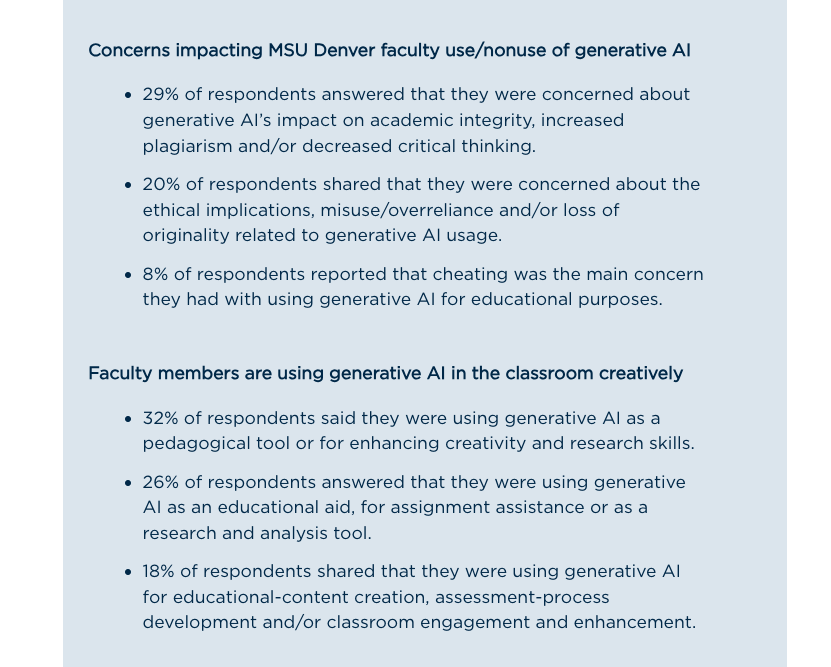 Concerns impacting MSU Denver faculty use/nonuse of generative AI
• 29% of respondents answered that they were concerned about
generative AI’s impact on academic integrity, increased
plagiarism and/or decreased critical thinking.
• 20% of respondents shared that they were concerned about the
ethical implications, misuse/overreliance and/or loss of
originality related to generative AI usage.
• 8% of respondents reported that cheating was the main concern
they had with using generative AI for educational purposes.
Faculty members are using generative AI in the classroom creatively
• 32% of respondents said they were using generative AI as a
pedagogical tool or for enhancing creativity and research skills.
• 26% of respondents answered that they were using generative
AI as an educational aid, for assignment assistance or as a
research and analysis tool.
• 18% of respondents shared that they were using generative AI
for educational-content creation, assessment-process
development and/or classroom engagement and enhancement.